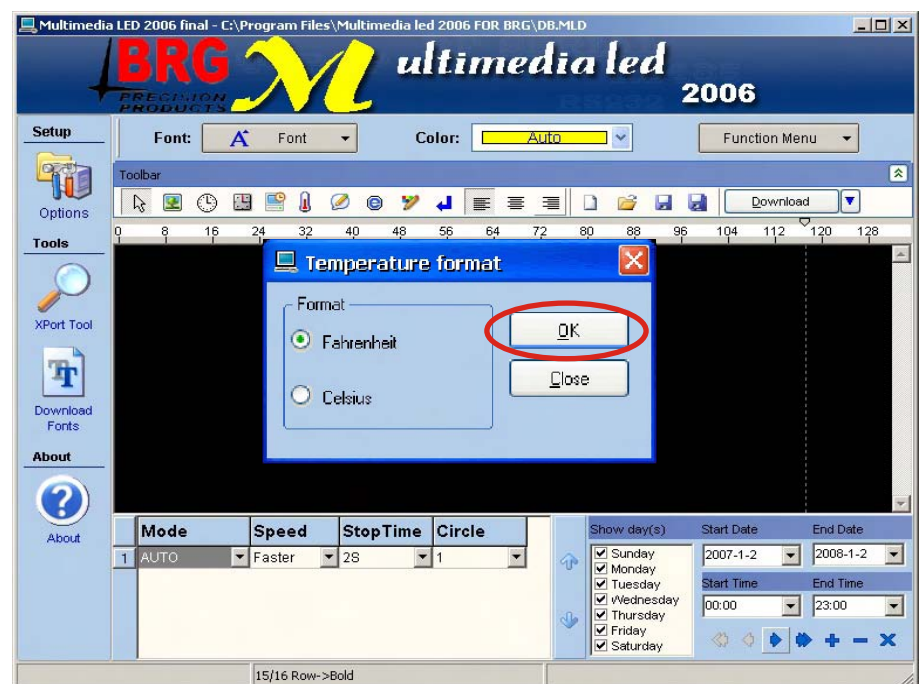 Multimedia LED 2006 final - C:\Program Files\Multimedia led 2006 FOR BRG\DB.MLD
BRG
PRECISION
PRODUCTS
Multimedia led
2006
Setup
Font: A Font
Color: Auto
Function Menu
Toolbar
Options
Download
0 8 16 24 32 40 48 56 64 72 80 88 96 104 112 120 128
Tools
Temperature format
Format
Fahrenheit
OK
Celsius
Close
XPort Tool
Download
Fonts
About
About
Mode Speed StopTime Circle
1 AUTO Faster 2S 1
Show day(s)
Sunday
Monday
Tuesday
Wednesday
Thursday
Friday
Saturday
Start Date End Date
2007-1-2 2008-1-2
Start Time End Time
00:00 23:00
15/16 Row->Bold